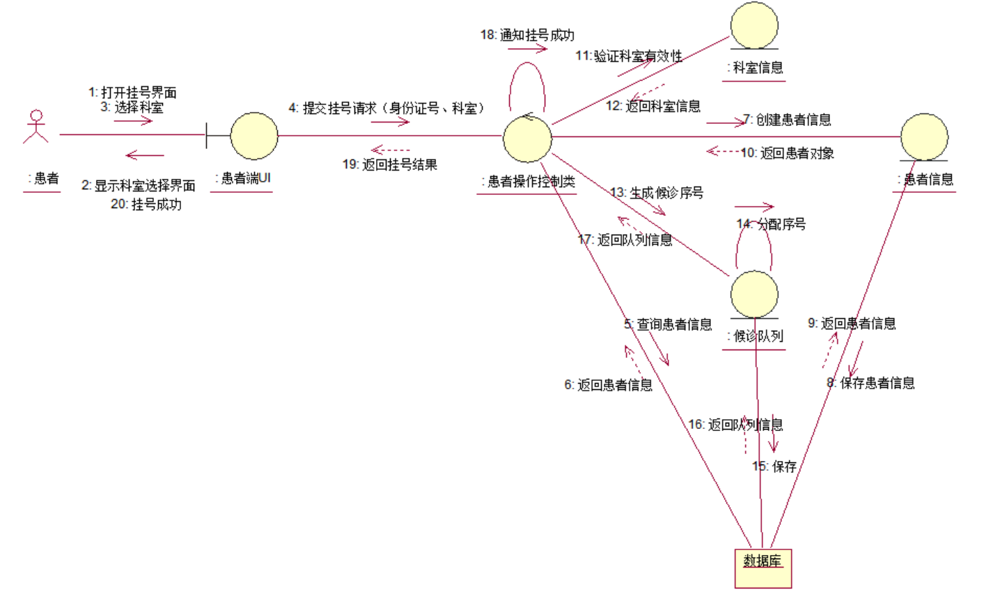 18: 通知挂号成功
11:验证科室有效性
: 科室信息
1: 打开挂号界面
3: 选择科室
4: 提交挂号请求（身份证号、科室）
12: 返回科室信息
7: 创建患者信息
19: 返回挂号结果
10: 返回患者对象
: 患者
2: 显示科室选择界面
20: 挂号成功
: 患者端UI
: 患者操作控制类
: 患者信息
13: 生成候诊序号
14: 分配序号
17: 返回队列信息
5: 查询患者信息
: 候诊队列
9: 返回患者信息
6: 返回患者信息
8: 保存患者信息
16: 返回队列信息
15: 保存
数据库